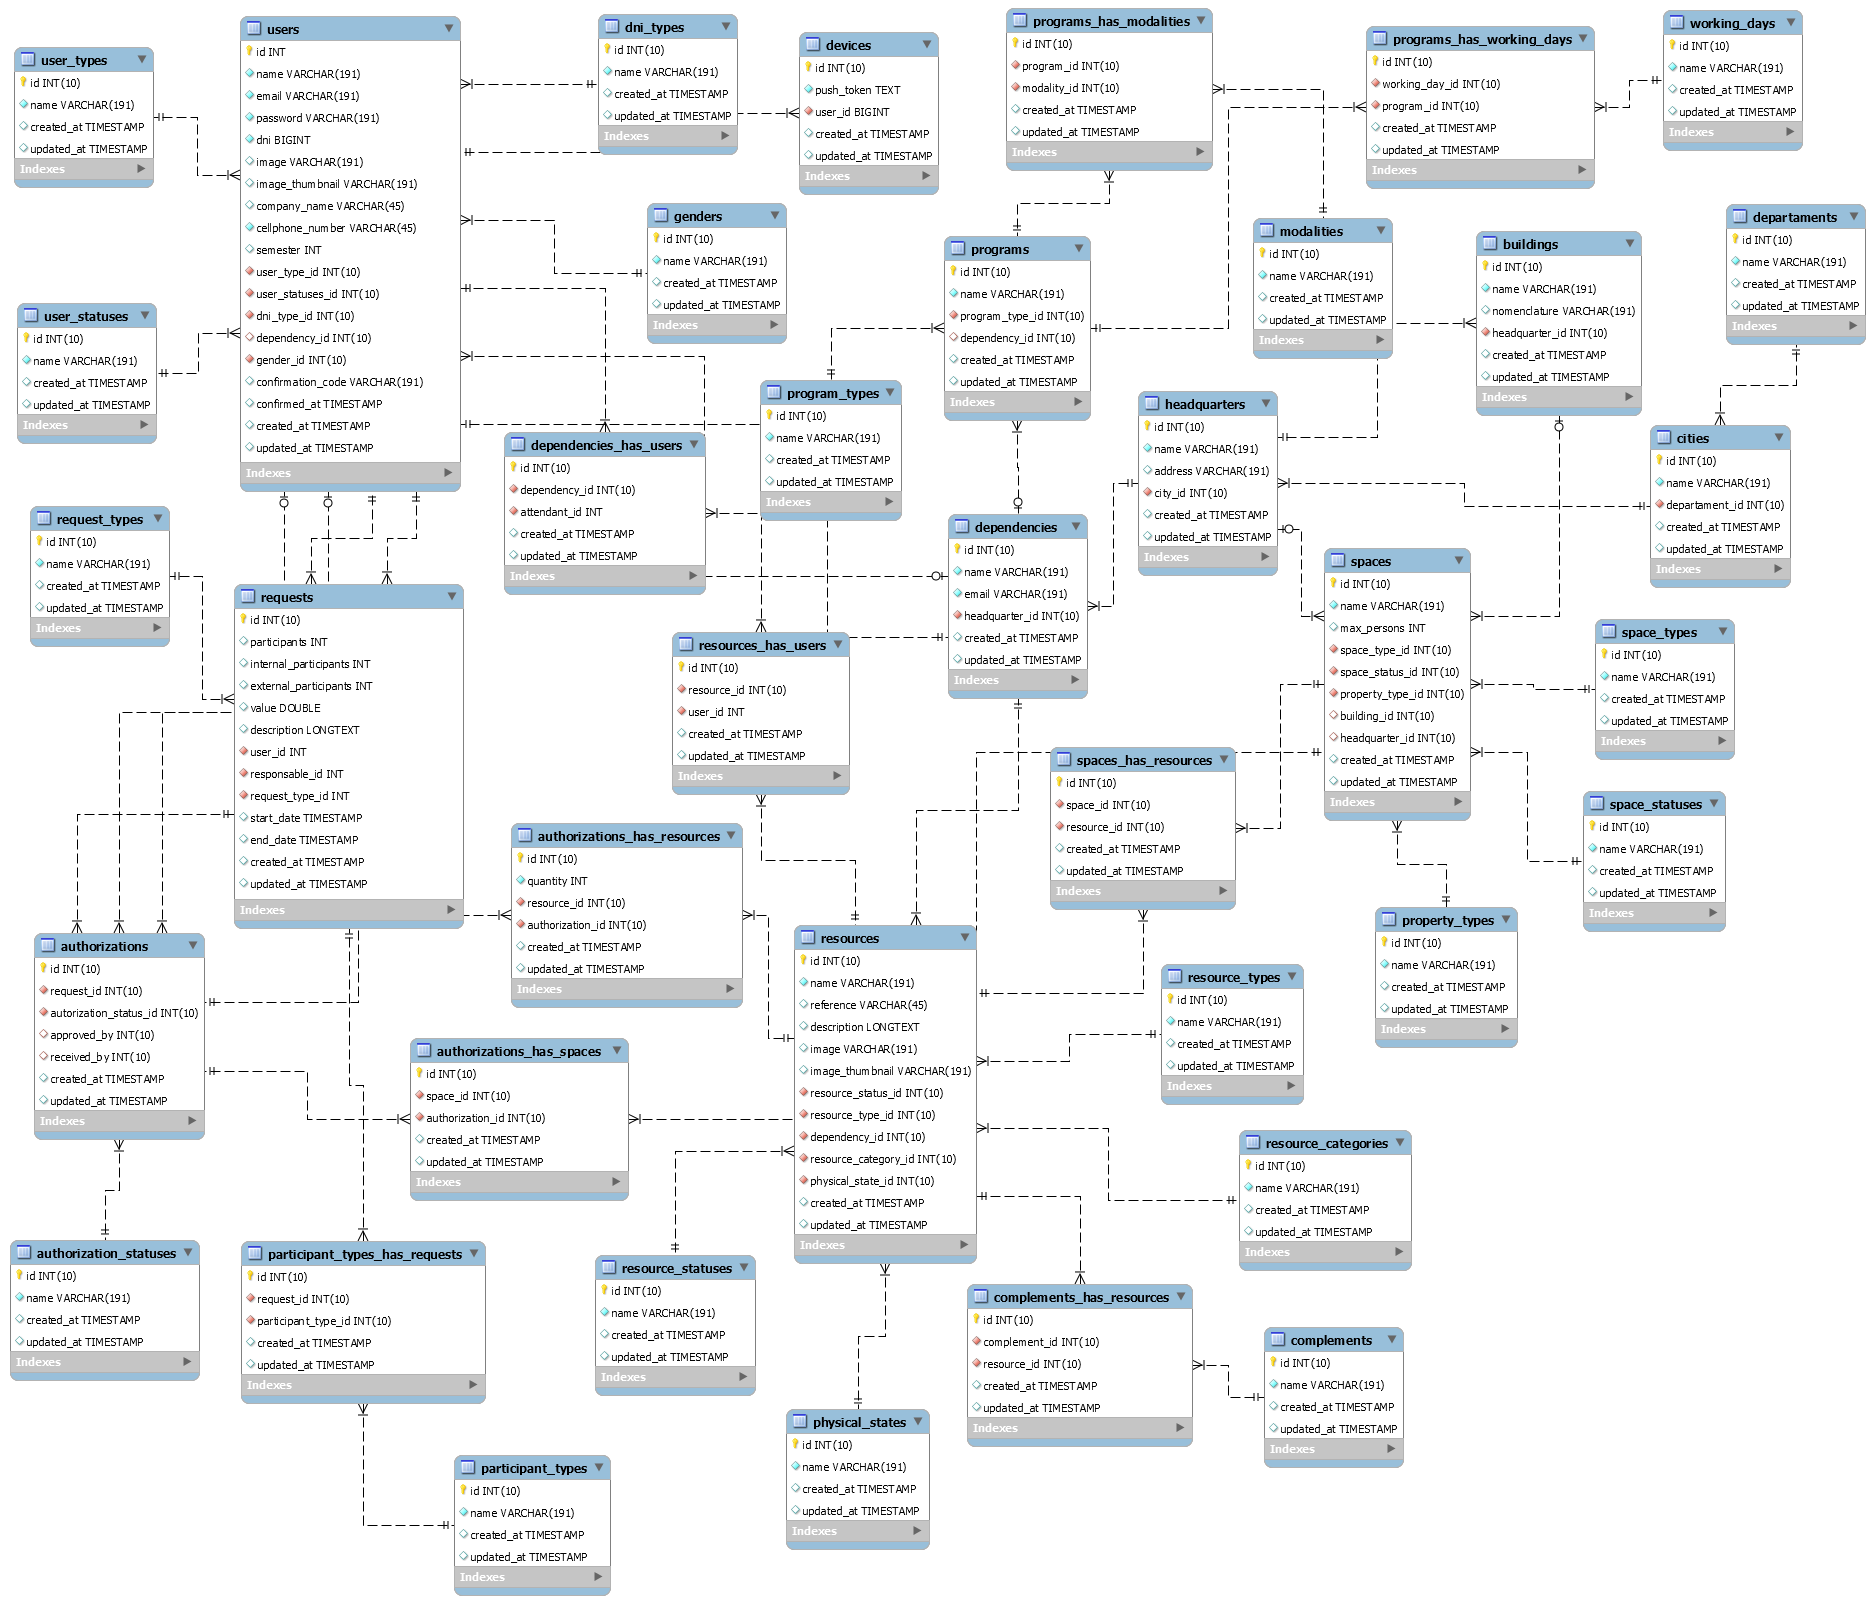 user_types
id INT(10)
name VARCHAR(191)
created_at TIMESTAMP
updated_at TIMESTAMP
Indexes
users
id INT
name VARCHAR(191)
email VARCHAR(191)
password VARCHAR(191)
dni BIGINT
image VARCHAR(191)
image_thumbnail VARCHAR(191)
company_name VARCHAR(45)
cellphone_number VARCHAR(45)
semester INT
user_type_id INT(10)
user_statuses_id INT(10)
dni_type_id INT(10)
dependency_id INT(10)
gender_id INT(10)
confirmation_code VARCHAR(191)
confirmed_at TIMESTAMP
created_at TIMESTAMP
updated_at TIMESTAMP
Indexes
dni_types
id INT(10)
name VARCHAR(191)
created_at TIMESTAMP
updated_at TIMESTAMP
Indexes
devices
id INT(10)
push_token TEXT
user_id BIGINT
created_at TIMESTAMP
updated_at TIMESTAMP
Indexes
programs_has_modalities
id INT(10)
program_id INT(10)
modality_id INT(10)
created_at TIMESTAMP
updated_at TIMESTAMP
Indexes
programs_has_working_days
id INT(10)
working_day_id INT(10)
program_id INT(10)
created_at TIMESTAMP
updated_at TIMESTAMP
Indexes
working_days
id INT(10)
name VARCHAR(191)
created_at TIMESTAMP
updated_at TIMESTAMP
Indexes
genders
id INT(10)
name VARCHAR(191)
created_at TIMESTAMP
updated_at TIMESTAMP
Indexes
programs
id INT(10)
name VARCHAR(191)
program_type_id INT(10)
dependency_id INT(10)
created_at TIMESTAMP
updated_at TIMESTAMP
Indexes
modalities
id INT(10)
name VARCHAR(191)
created_at TIMESTAMP
updated_at TIMESTAMP
Indexes
buildings
id INT(10)
name VARCHAR(191)
nomenclature VARCHAR(191)
headquarter_id INT(10)
created_at TIMESTAMP
updated_at TIMESTAMP
Indexes
departaments
id INT(10)
name VARCHAR(191)
created_at TIMESTAMP
updated_at TIMESTAMP
Indexes
user_statuses
id INT(10)
name VARCHAR(191)
created_at TIMESTAMP
updated_at TIMESTAMP
Indexes
program_types
id INT(10)
name VARCHAR(191)
created_at TIMESTAMP
updated_at TIMESTAMP
Indexes
headquarters
id INT(10)
name VARCHAR(191)
address VARCHAR(191)
city_id INT(10)
created_at TIMESTAMP
updated_at TIMESTAMP
Indexes
cities
id INT(10)
name VARCHAR(191)
departament_id INT(10)
created_at TIMESTAMP
updated_at TIMESTAMP
Indexes
dependencies_has_users
id INT(10)
dependency_id INT(10)
attendant_id INT
created_at TIMESTAMP
updated_at TIMESTAMP
Indexes
request_types
id INT(10)
name VARCHAR(191)
created_at TIMESTAMP
updated_at TIMESTAMP
Indexes
dependencies
id INT(10)
name VARCHAR(191)
email VARCHAR(191)
headquarter_id INT(10)
created_at TIMESTAMP
updated_at TIMESTAMP
Indexes
spaces
id INT(10)
name VARCHAR(191)
max_persons INT
space_type_id INT(10)
space_status_id INT(10)
property_type_id INT(10)
building_id INT(10)
headquarter_id INT(10)
created_at TIMESTAMP
updated_at TIMESTAMP
Indexes
requests
id INT(10)
participants INT
internal_participants INT
external_participants INT
value DOUBLE
description LONGTEXT
user_id INT
responsable_id INT
request_type_id INT
start_date TIMESTAMP
end_date TIMESTAMP
created_at TIMESTAMP
updated_at TIMESTAMP
Indexes
resources_has_users
id INT(10)
resource_id INT(10)
user_id INT
created_at TIMESTAMP
updated_at TIMESTAMP
Indexes
space_types
id INT(10)
name VARCHAR(191)
created_at TIMESTAMP
updated_at TIMESTAMP
Indexes
spaces_has_resources
id INT(10)
space_id INT(10)
resource_id INT(10)
created_at TIMESTAMP
updated_at TIMESTAMP
Indexes
space_statuses
id INT(10)
name VARCHAR(191)
created_at TIMESTAMP
updated_at TIMESTAMP
Indexes
authorizations_has_resources
id INT(10)
quantity INT
resource_id INT(10)
authorization_id INT(10)
created_at TIMESTAMP
updated_at TIMESTAMP
Indexes
property_types
id INT(10)
name VARCHAR(191)
created_at TIMESTAMP
updated_at TIMESTAMP
Indexes
authorizations
id INT(10)
request_id INT(10)
autorization_status_id INT(10)
approved_by INT(10)
received_by INT(10)
created_at TIMESTAMP
updated_at TIMESTAMP
Indexes
resources
id INT(10)
name VARCHAR(191)
reference VARCHAR(45)
description LONGTEXT
image VARCHAR(191)
image_thumbnail VARCHAR(191)
resource_status_id INT(10)
resource_type_id INT(10)
dependency_id INT(10)
resource_category_id INT(10)
physical_state_id INT(10)
created_at TIMESTAMP
updated_at TIMESTAMP
Indexes
resource_types
id INT(10)
name VARCHAR(191)
created_at TIMESTAMP
updated_at TIMESTAMP
Indexes
authorizations_has_spaces
id INT(10)
space_id INT(10)
authorization_id INT(10)
created_at TIMESTAMP
updated_at TIMESTAMP
Indexes
resource_categories
id INT(10)
name VARCHAR(191)
created_at TIMESTAMP
updated_at TIMESTAMP
Indexes
authorization_statuses
id INT(10)
name VARCHAR(191)
created_at TIMESTAMP
updated_at TIMESTAMP
Indexes
participant_types_has_requests
id INT(10)
request_id INT(10)
participant_type_id INT(10)
created_at TIMESTAMP
updated_at TIMESTAMP
Indexes
resource_statuses
id INT(10)
name VARCHAR(191)
created_at TIMESTAMP
updated_at TIMESTAMP
Indexes
complements_has_resources
id INT(10)
complement_id INT(10)
resource_id INT(10)
created_at TIMESTAMP
updated_at TIMESTAMP
Indexes
complements
id INT(10)
name VARCHAR(191)
created_at TIMESTAMP
updated_at TIMESTAMP
Indexes
physical_states
id INT(10)
name VARCHAR(191)
created_at TIMESTAMP
updated_at TIMESTAMP
Indexes
participant_types
id INT(10)
name VARCHAR(191)
created_at TIMESTAMP
updated_at TIMESTAMP
Indexes